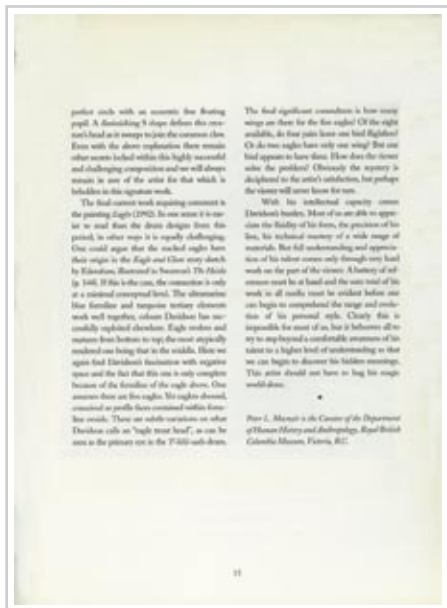 perfect circle with an eccentric free floating
pupil. A diminishing S shape defines this crea-
ture's head as it sweeps to join the common claw.
Even with the above explanation there remain
other secrets locked within this highly successful
and challenging composition and we will always
remain in awe of the artist for that which is
beholden in this signature work.
The final current work requiring comment is
the painting Eagles (1992). In one sense it is eas-
ier to read than the drum designs from this
period; in other ways it is equally challenging.
One could argue that the stacked eagles have
their origin in the Eagle and Clam story sketch
by Edenshaw, illustrated in Swanton's The Haida
(p. 144). If this is the case, the connection is only
at a minimal conceptual level. The ultramarine
blue formline and turquoise tertiary elements
work well together, colours Davidson has suc-
cessfully exploited elsewhere. Eagle orders and
matures from bottom to top; the most atypically
rendered one being that in the middle. Here we
again find Davidson's fascination with negative
space and the fact that this one is only complete
because of the formline of the eagle above. One
assumes there are five eagles. Yet eaglets abound,
conceived as profile faces contained within form-
line ovoids. These are subtle variations on what
Davidson calls an "eagle trout head", as can be
seen as the primary eye in the drum.
The final significant conundrum is how many
wings are there for the five eagles? Of the eight
available, do four pairs leave one bird flightless?
Or do two eagles have only one wing? But one
bird appears to have three. How does the viewer
solve the problem? Obviously the mystery is
deciphered to the artist's satisfaction, but perhaps
the viewer will never know for sure.
With his intellectual capacity comes
Davidson's burden. Most of us are able to appre-
ciate the fluidity of his form, the precision of his
line, his technical mastery of a wide range of
materials. But full understanding and apprecia-
tion of his talent comes only through very hard
work on the part of the viewer. A battery of ref-
erences must be at hand and the sum total of his
work in all media must be evident before one
can begin to comprehend the range and evolu-
tion of his personal style. Clearly this is
impossible for most of us, but it behooves all to
try to step beyond a comfortable awareness of his
talent to a higher level of understanding so that
we can begin to discover his hidden meanings.
This artist should not have to hug his magic
world alone.
Peter L. Macnair is the Curator of the Department
of Human History and Anthropology, Royal British
Columbia Museum, Victoria, B.C.
15